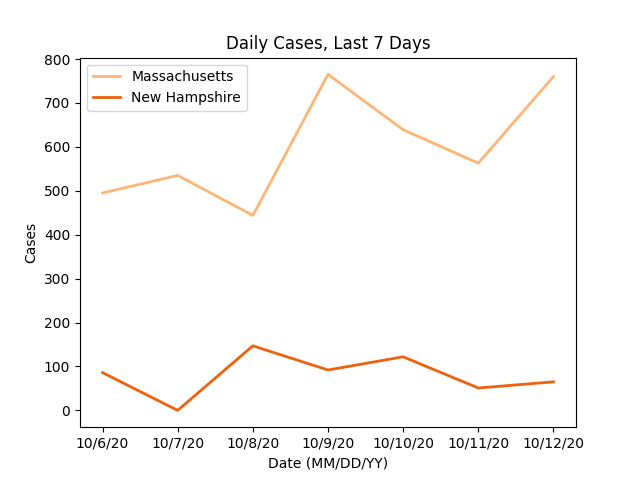 Daily Cases, Last 7 Days
Massachusetts
New Hampshire
800
700
600
500
400
300
200
100
0
Cases
10/6/20 10/7/20 10/8/20 10/9/20 10/10/20 10/11/20 10/12/20
Date (MM/DD/YY)